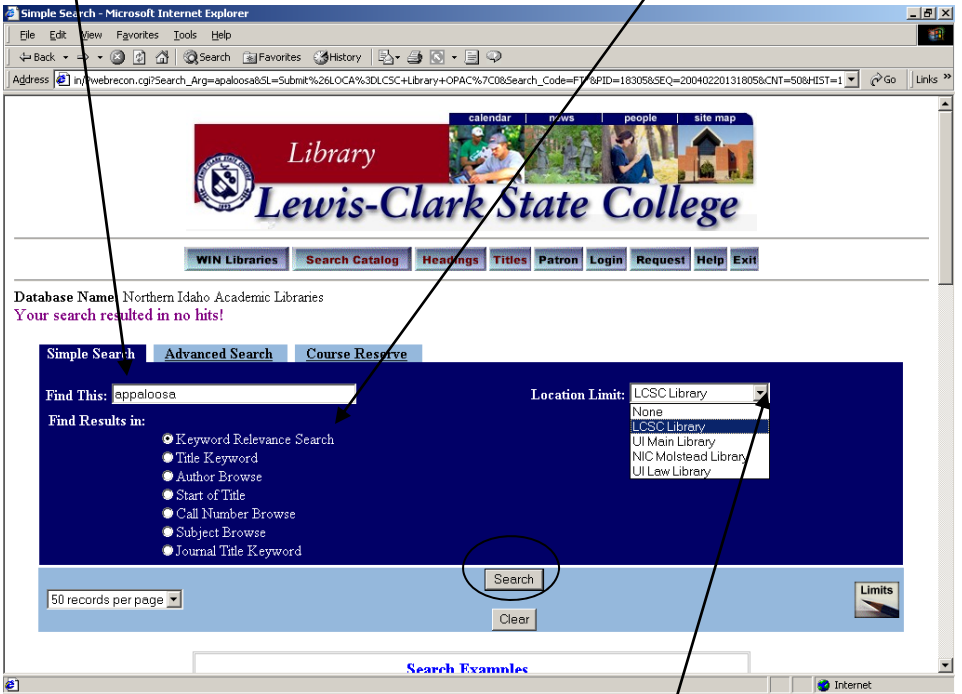 Simple Search - Microsoft Internet Explorer
File Edit View Favorites Tools Help
Back Search Favorites History
Address in/Pwebrecon.cgi?Search_Arg=apaloosa&SL=Submit%26LOCA%3DLCSC+Library+OPAC%7C0&Search_Code=FT*&PID=18305&SEQ=20040220131805&CNT=50&HIST=1 Go Links »
calendar | news | people | site map
Library
Lewis-Clark State College
WIN Libraries Search Catalog Headings Titles Patron Login Request Help Exit
Database Name: Northern Idaho Academic Libraries
Your search resulted in no hits!
Simple Search Advanced Search Course Reserve
Find This: appaloosa Location Limit: LCSC Library
None
LCSC Library
UI Main Library
NIC Molstead Library
UI Law Library
Find Results in:
Keyword Relevance Search
Title Keyword
Author Browse
Start of Title
Call Number Browse
Subject Browse
Journal Title Keyword
Search
50 records per page Limits
Clear
Search Examples
Internet